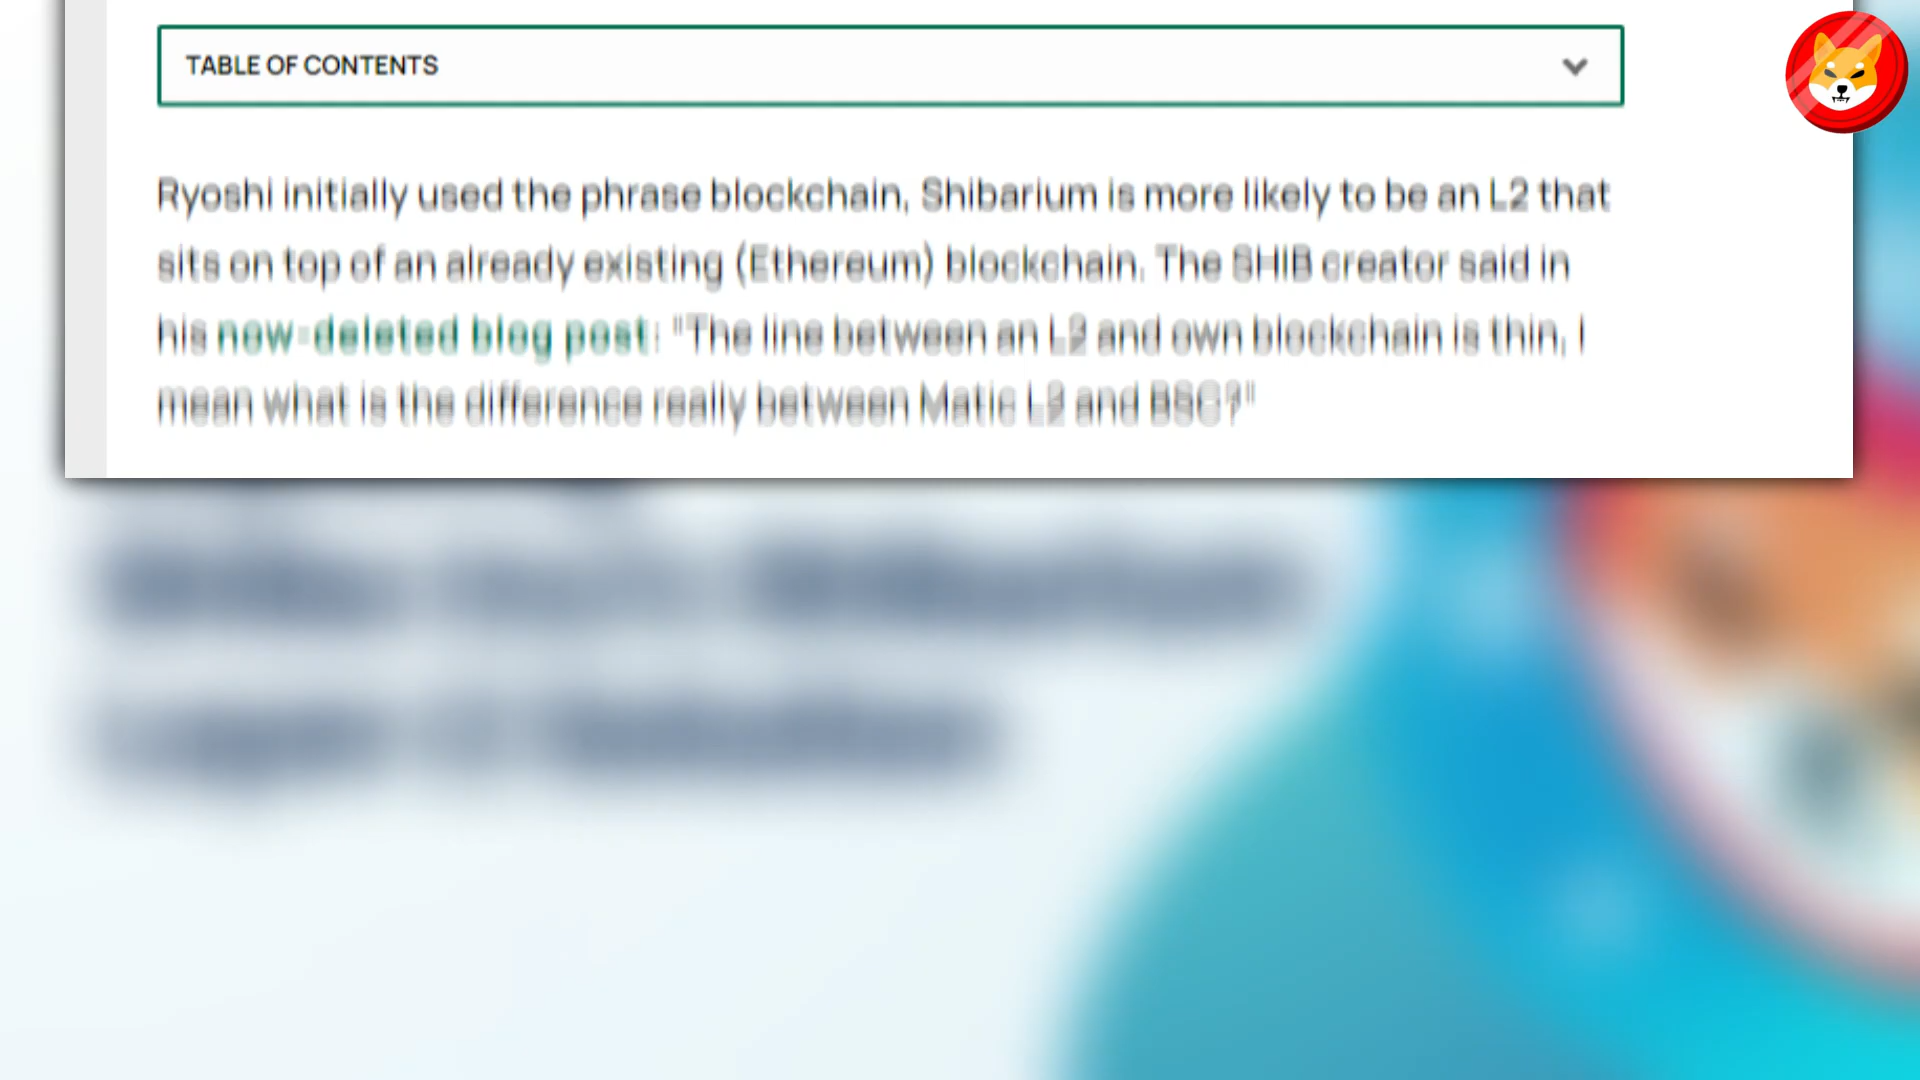 TABLE OF CONTENTS
Ryoshi initially used the phrase blockchain, Shibarium is more likely to be an L2 that
sits on top of an already existing (Ethereum) blockchain. The SHIB creator said in
his now-deleted blog post: "The line between an L2 and own blockchain is thin, I
mean what is the difference really between Matic L2 and BSC?"